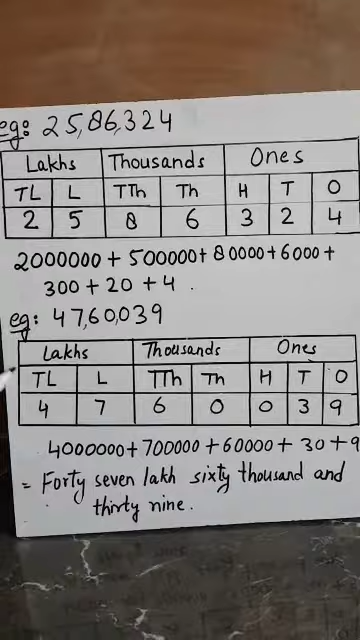 eg: 25,86,324
Lakhs Thousands Ones
TL L TTh Th H T O
2 5 8 6 3 2 4
2000000 + 500000 + 80000 + 6000 +
300 + 20 + 4 .
eg: 47,60,039
Lakhs Thousands Ones
TL L TTh Th H T O
4 7 6 0 0 3 9
4000000 + 700000 + 60000 + 30 + 9
= Forty seven lakh sixty thousand and
thirty nine.